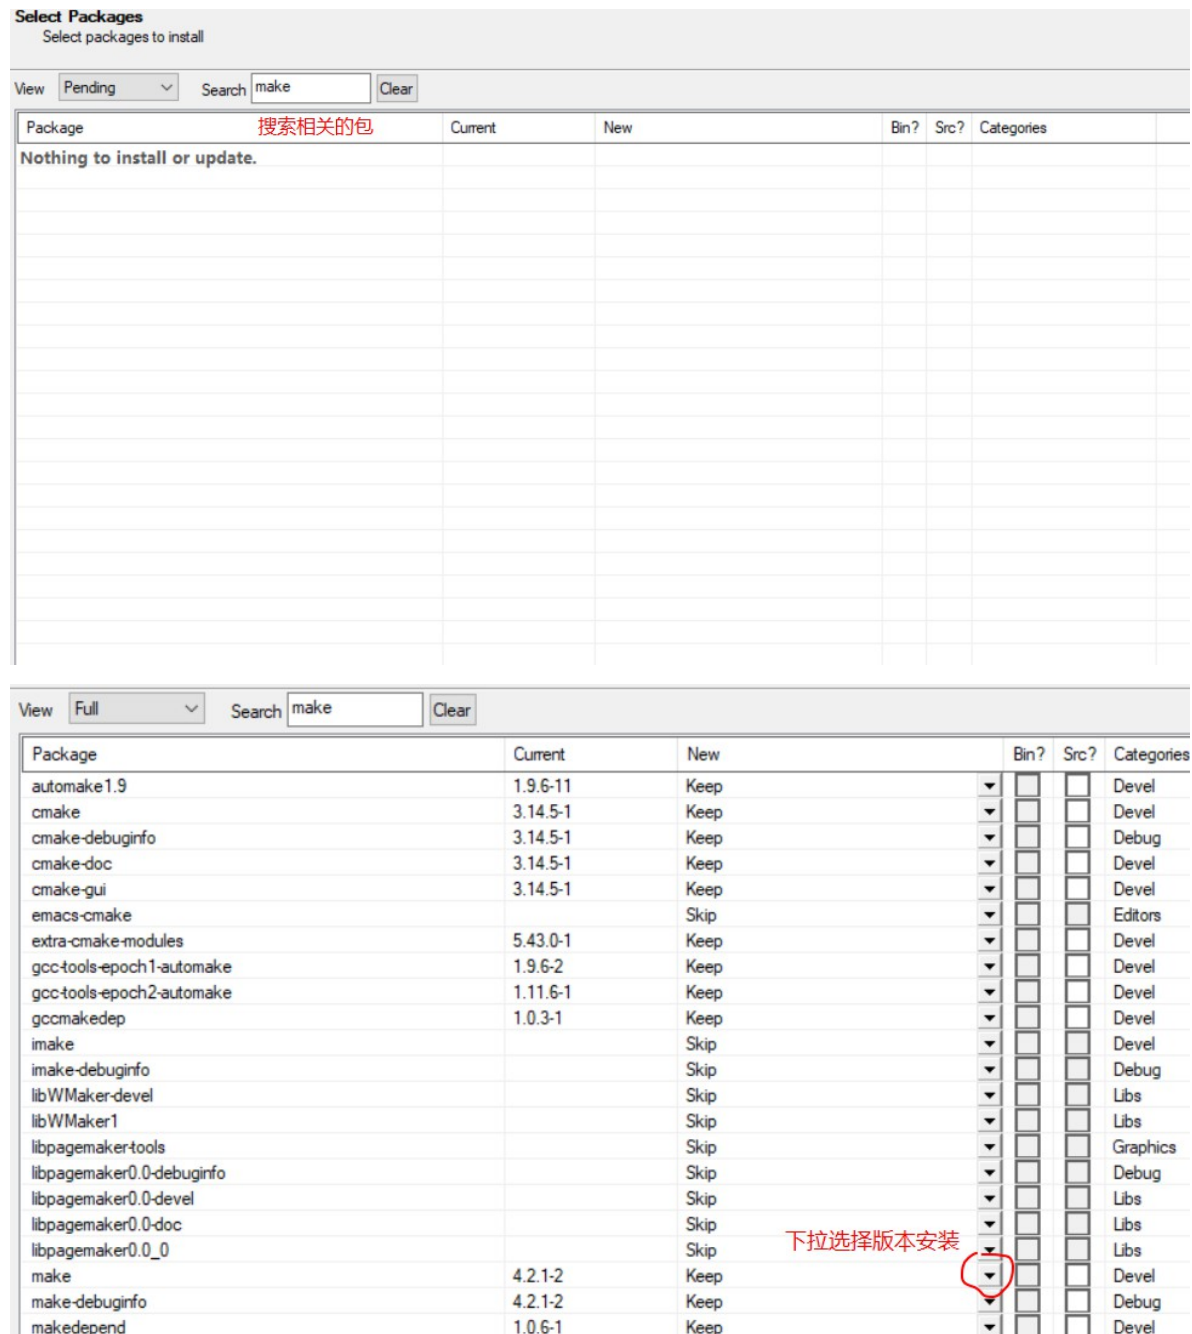 Select Packages
Select packages to install
View Pending Search make Clear
Package 搜索相关的包 Current New Bin? Src? Categories
Nothing to install or update.
View Full Search make Clear
Package Current New Bin? Src? Categories
automake1.9 1.9.6-11 Keep Devel
cmake 3.14.5-1 Keep Devel
cmake-debuginfo 3.14.5-1 Keep Debug
cmake-doc 3.14.5-1 Keep Devel
cmake-gui 3.14.5-1 Keep Devel
emacs-cmake Skip Editors
extra-cmake-modules 5.43.0-1 Keep Devel
gcc-tools-epoch1-automake 1.9.6-2 Keep Devel
gcc-tools-epoch2-automake 1.11.6-1 Keep Devel
gccmakedep 1.0.3-1 Keep Devel
imake Skip Devel
imake-debuginfo Skip Debug
libWMaker-devel Skip Libs
libWMaker1 Skip Libs
libpagemaker-tools Skip Graphics
libpagemaker0.0-debuginfo Skip Debug
libpagemaker0.0-devel Skip Libs
libpagemaker0.0-doc Skip Libs
libpagemaker0.0_0 Skip 下拉选择版本安装 Libs
make 4.2.1-2 Keep Devel
make-debuginfo 4.2.1-2 Keep Debug
makedepend 1.0.6-1 Keep Devel